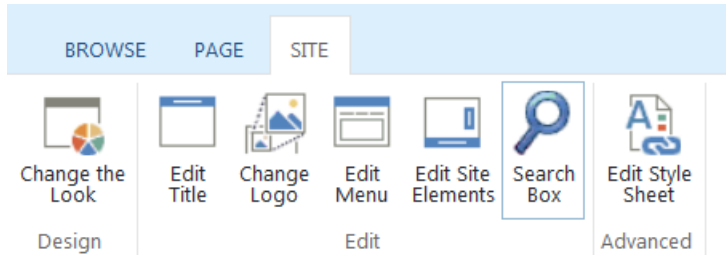 BROWSE PAGE SITE
Change the Look
Edit Title
Change Logo
Edit Menu
Edit Site Elements
Search Box
Edit Style Sheet
Design Edit Advanced